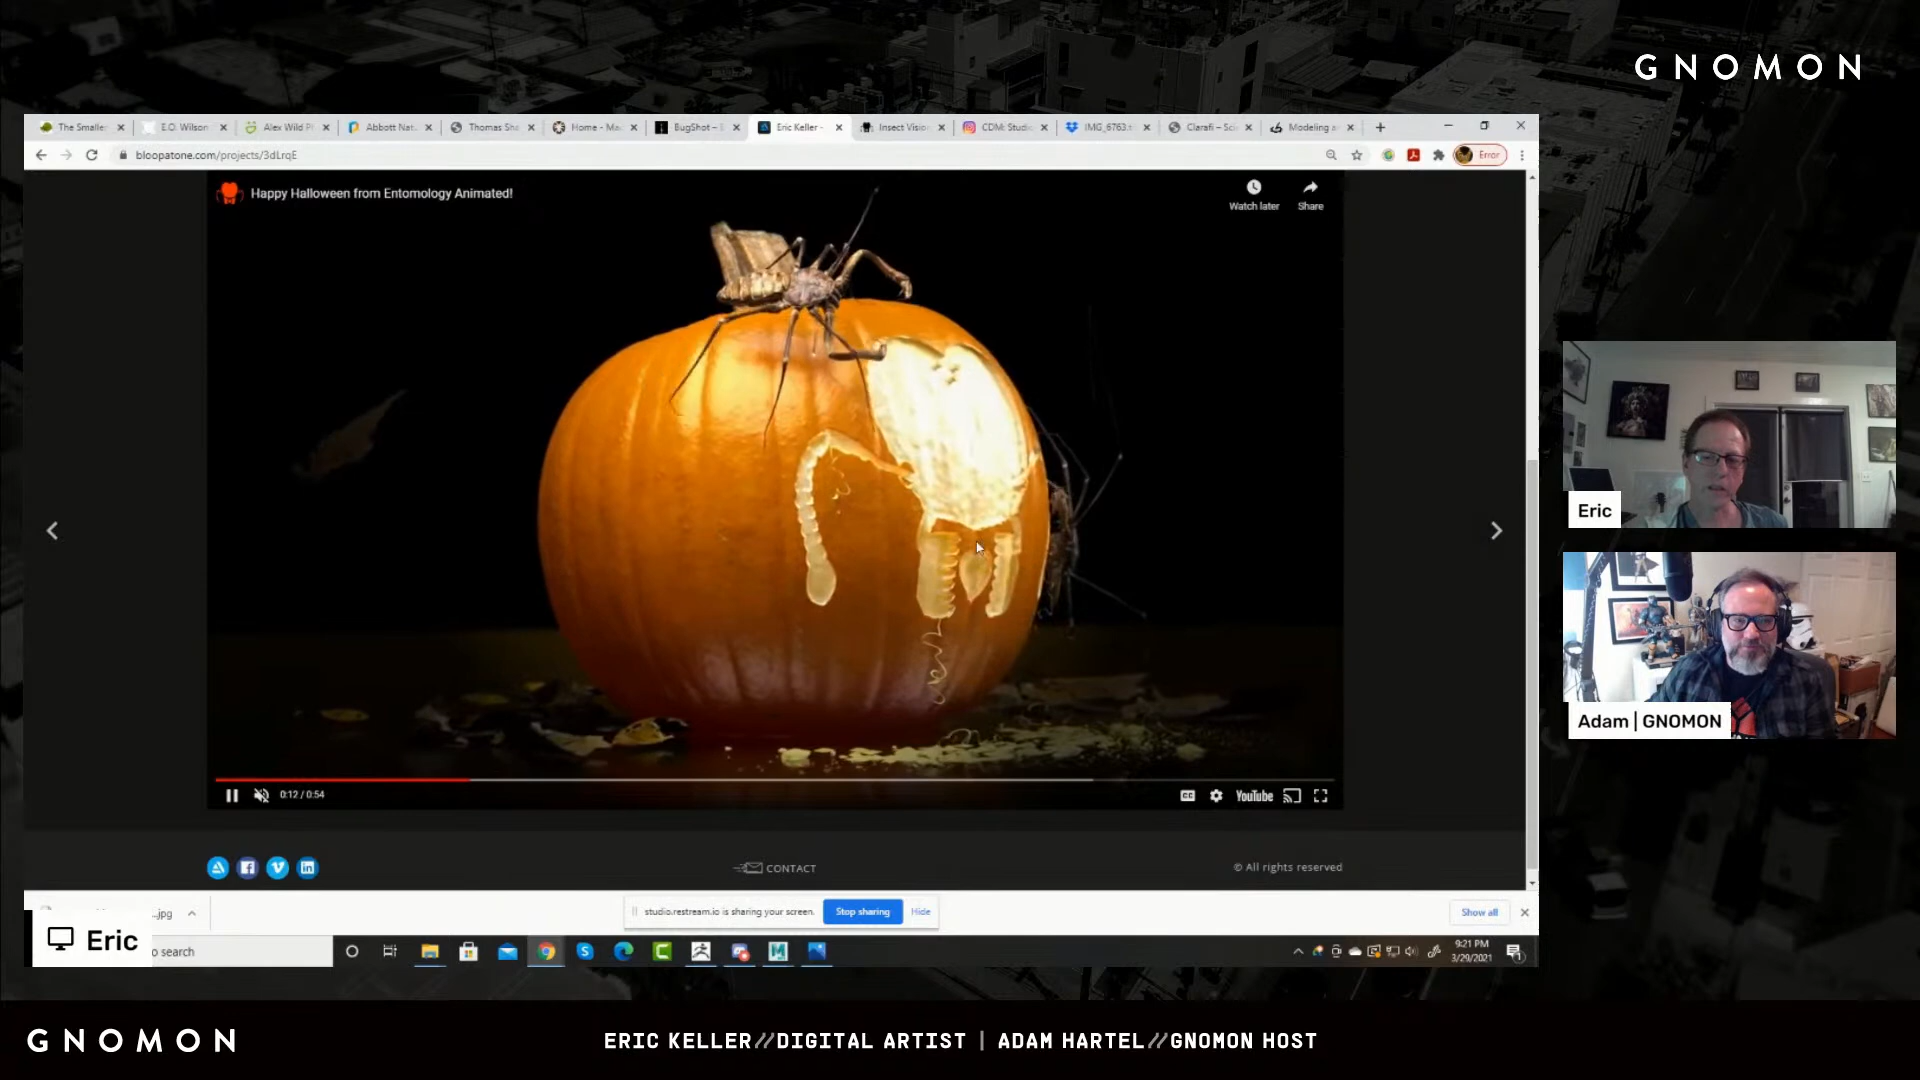 GNOMON
The Smalle
E.O. Wilson
Alex Wild P
Abbott Nat
Thomas Sha
Home - Ma
BugShot –
Eric Keller -
Insect Vision
CDM: Studi
IMG_6763.
Clarafi – Sci
Modeling a
bloopatone.com/projects/3dLrqE
Error
Happy Halloween from Entomology Animated!
Watch later
Share
0:12 / 0:54
CC
YouTube
CONTACT
© All rights reserved
...jpg
studio.restream.io is sharing your screen.
Stop sharing
Hide
Show all
Eric
o search
9:21 PM
3/29/2021
Eric
Adam | GNOMON
GNOMON
ERIC KELLER//DIGITAL ARTIST | ADAM HARTEL//GNOMON HOST